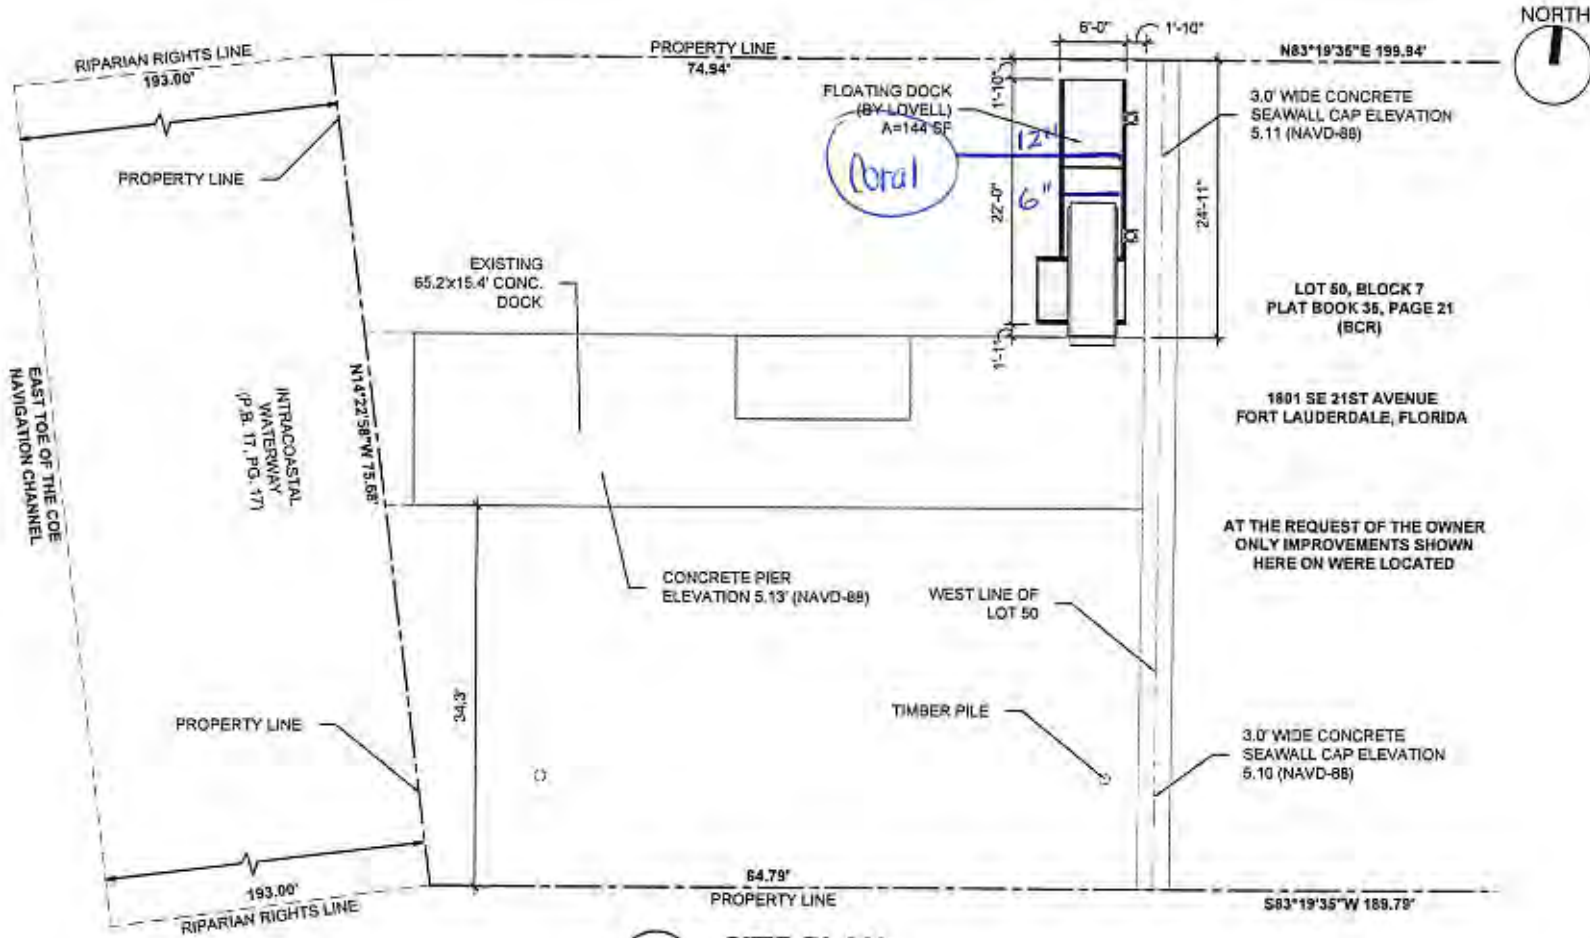 NORTH
RIPARIAN RIGHTS LINE
193.00'
PROPERTY LINE
74.94'
6'-0"
1'-10"
N83°19'35"E 199.94'
FLOATING DOCK
(BY LOVELL)
A=144 SF
1'-10"
12"
Coral
6"
22'-0"
24'-11"
3.0' WIDE CONCRETE
SEAWALL CAP ELEVATION
5.11 (NAVD-88)
PROPERTY LINE
EXISTING
65.2'x15.4' CONC.
DOCK
1'-1"
LOT 50, BLOCK 7
PLAT BOOK 35, PAGE 21
(BCR)
1801 SE 21ST AVENUE
FORT LAUDERDALE, FLORIDA
EAST TOE OF THE COE
NAVIGATION CHANNEL
INTRACOASTAL
WATERWAY
(P.B. 17, PG. 17)
N14°22'58"W 75.68'
AT THE REQUEST OF THE OWNER
ONLY IMPROVEMENTS SHOWN
HERE ON WERE LOCATED
CONCRETE PIER
ELEVATION 5.13' (NAVD-88)
WEST LINE OF
LOT 50
34.3'
TIMBER PILE
PROPERTY LINE
3.0' WIDE CONCRETE
SEAWALL CAP ELEVATION
5.10 (NAVD-88)
193.00'
RIPARIAN RIGHTS LINE
64.79'
PROPERTY LINE
S83°19'35"W 189.79'